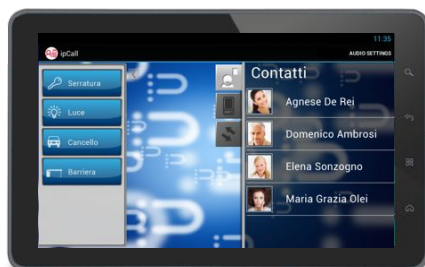 11:35
ipCall
AUDIO SETTINGS
Serratura
Luce
Cancello
Barriera
Contatti
Agnese De Rei
Domenico Ambrosi
Elena Sonzogno
Maria Grazia Olei